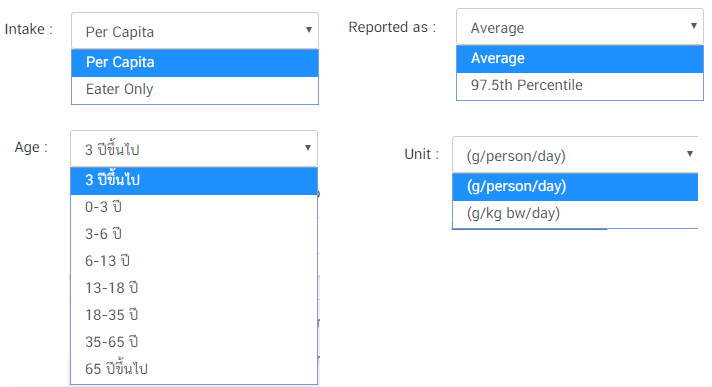 Intake : Per Capita
Per Capita
Eater Only
Reported as : Average
Average
97.5th Percentile
Age : 3 ปีขึ้นไป
3 ปีขึ้นไป
0-3 ปี
3-6 ปี
6-13 ปี
13-18 ปี
18-35 ปี
35-65 ปี
65 ปีขึ้นไป
Unit : (g/person/day)
(g/person/day)
(g/kg bw/day)